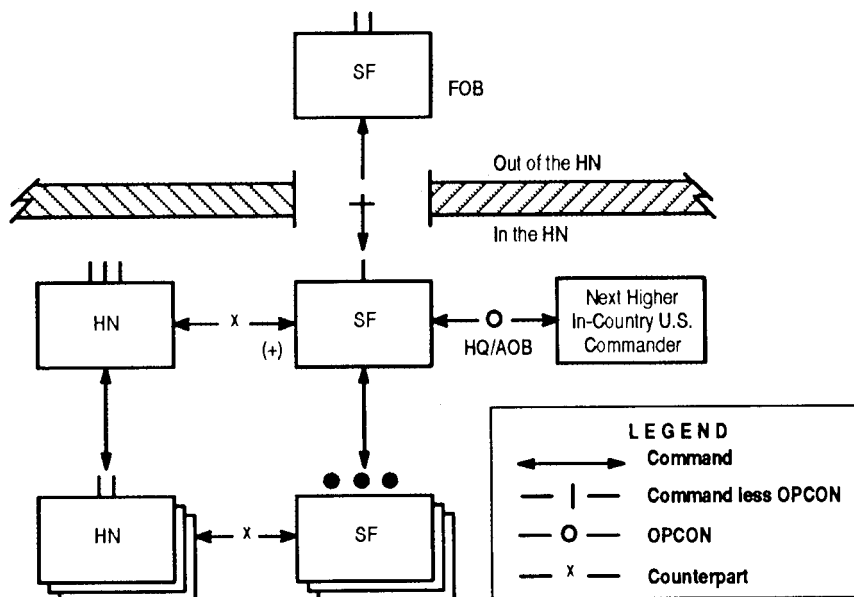 SF
FOB
Out of the HN
In the HN
HN
x
(+)
SF
HQ/AOB
Next Higher
In-Country U.S.
Commander
HN
x
SF
LEGEND
Command
Command less OPCON
OPCON
x
Counterpart